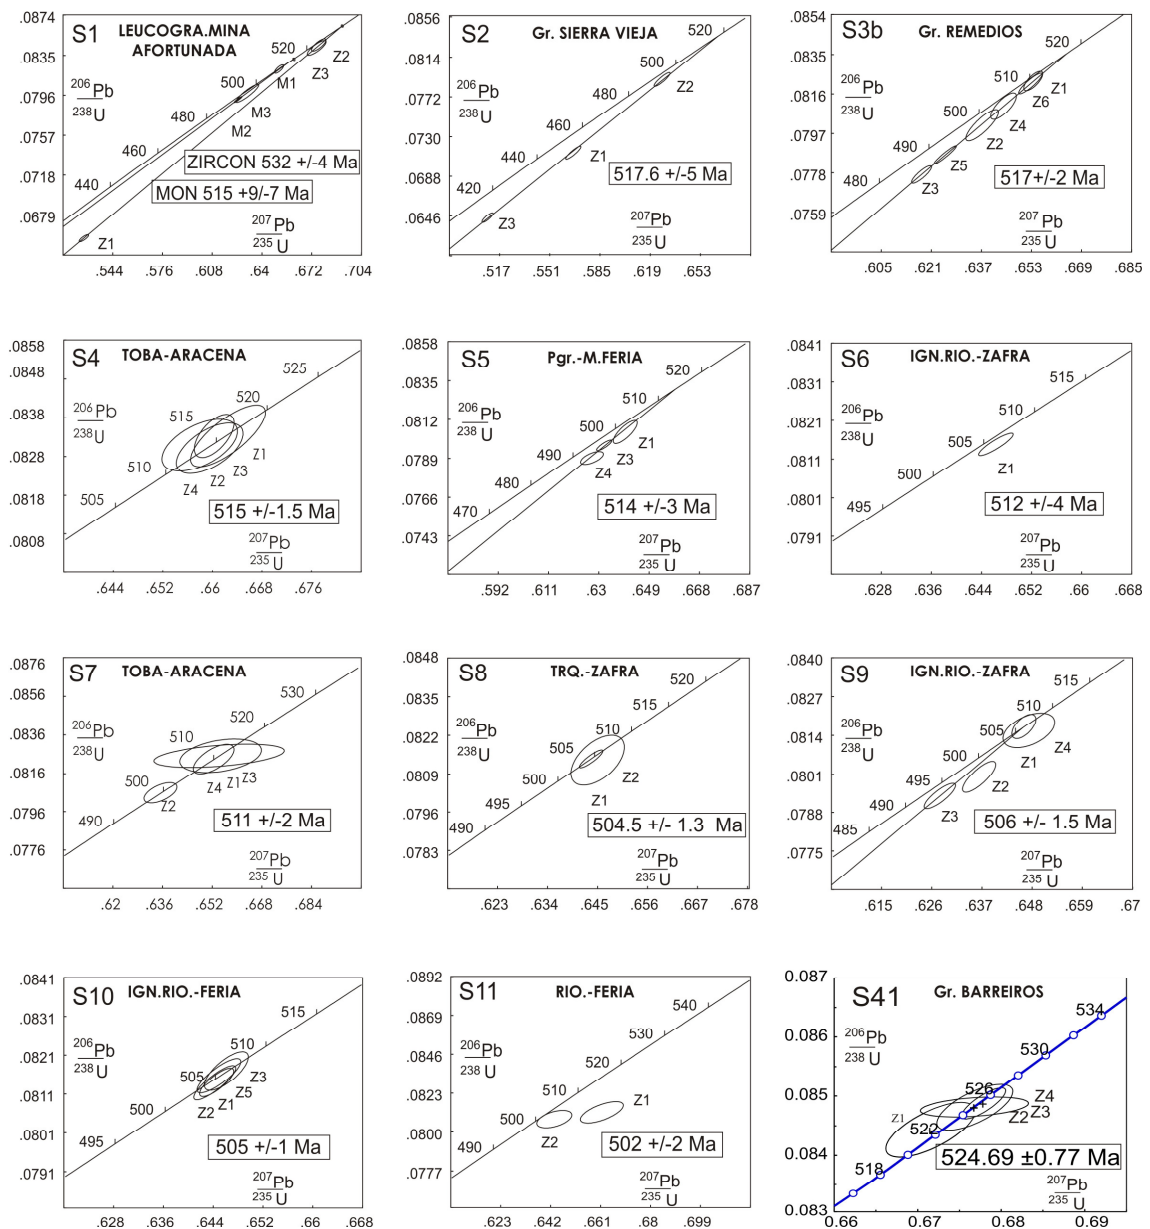 S1
LEUCOGRA.MINA
AFORTUNADA
.0874
.0835
.0796
.0757
.0718
.0679
206Pb
238U
520
500
480
460
440
Z2
Z3
M1
M3
M2
Z1
ZIRCON 532 +/-4 Ma
MON 515 +9/-7 Ma
207Pb
235U
.544 .576 .608 .64 .672 .704
S2
Gr. SIERRA VIEJA
.0856
.0814
.0772
.0730
.0688
.0646
206Pb
238U
520
500
480
460
440
420
Z2
Z1
Z3
517.6 +/-5 Ma
207Pb
235U
.517 .551 .585 .619 .653
S3b
Gr. REMEDIOS
.0854
.0835
.0816
.0797
.0778
.0759
206Pb
238U
520
510
500
490
480
Z1
Z6
Z4
Z2
Z5
Z3
517+/-2 Ma
207Pb
235U
.605 .621 .637 .653 .669 .685
S4
TOBA-ARACENA
.0858
.0848
.0838
.0828
.0818
.0808
206Pb
238U
525
520
515
510
505
Z1
Z3
Z2
Z4
515 +/-1.5 Ma
207Pb
235U
.644 .652 .66 .668 .676
S5
Pgr.-M.FERIA
.0858
.0835
.0812
.0789
.0766
.0743
206Pb
238U
520
510
500
490
480
470
Z1
Z3
Z4
514 +/-3 Ma
207Pb
235U
.592 .611 .63 .649 .668 .687
S6
IGN.RIO.-ZAFRA
.0841
.0831
.0821
.0811
.0801
.0791
206Pb
238U
515
510
505
500
495
Z1
512 +/-4 Ma
207Pb
235U
.628 .636 .644 .652 .66 .668
S7
TOBA-ARACENA
.0876
.0856
.0836
.0816
.0796
.0776
206Pb
238U
530
520
510
500
490
Z4 Z1 Z3
Z2
511 +/-2 Ma
207Pb
235U
.62 .636 .652 .668 .684
S8
TRQ.-ZAFRA
.0848
.0835
.0822
.0809
.0796
.0783
206Pb
238U
520
515
510
505
500
495
490
Z2
Z1
504.5 +/- 1.3 Ma
207Pb
235U
.623 .634 .645 .667 .678
S9
IGN.RIO.-ZAFRA
.0840
.0827
.0814
.0801
.0788
.0775
206Pb
238U
515
510
505
500
495
490
485
Z4
Z1
Z2
Z3
506 +/- 1.5 Ma
207Pb
235U
.615 .626 .637 .648 .659 .67
S10
IGN.RIO.-FERIA
.0841
.0831
.0821
.0811
.0801
.0791
206Pb
238U
515
510
505
500
495
Z3
Z5
Z1
Z2
505 +/-1 Ma
207Pb
235U
.628 .636 .644 .652 .66 .668
S11
RIO.-FERIA
.0892
.0869
.0846
.0823
.0800
.0777
206Pb
238U
540
530
520
510
500
490
Z1
Z2
502 +/-2 Ma
207Pb
235U
.623 .642 .661 .68 .699
S41
Gr. BARREIROS
0.087
0.086
0.085
0.084
0.083
206Pb
238U
534
530
526
522
518
Z4
Z3
Z2
Z1
524.69 ±0.77 Ma
207Pb
235U
0.66 0.67 0.68 0.69